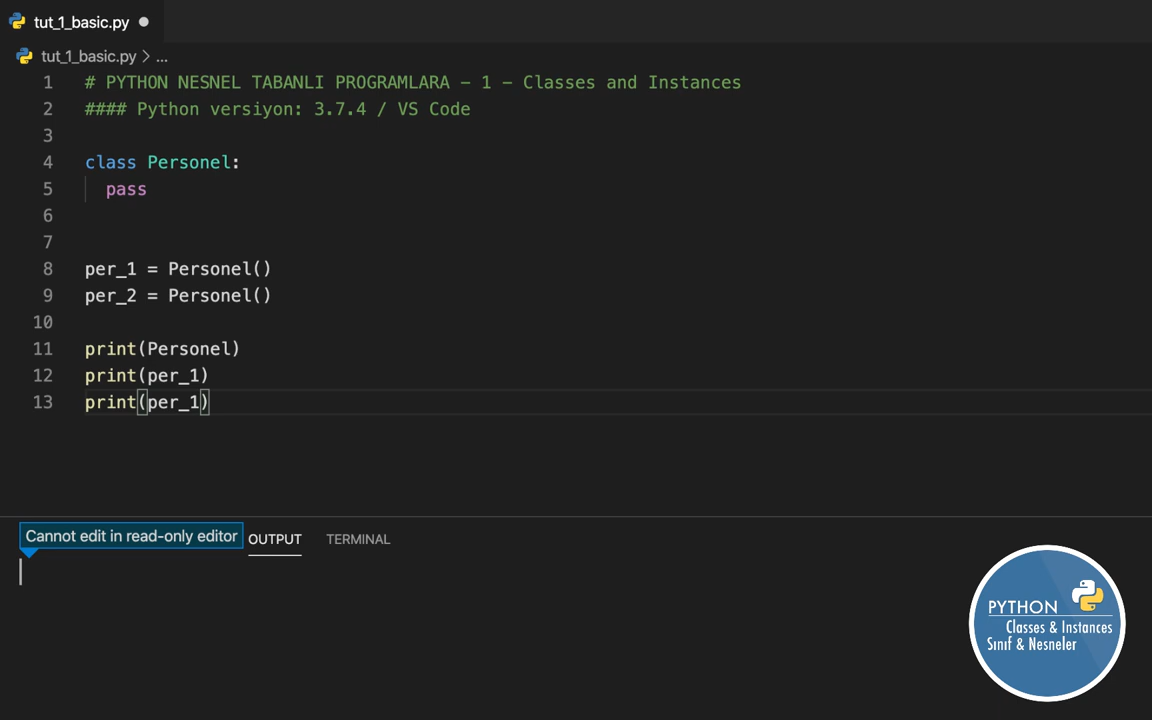 tut_1_basic.py
tut_1_basic.py > ...
1 # PYTHON NESNEL TABANLI PROGRAMLARA - 1 - Classes and Instances
2 #### Python versiyon: 3.7.4 / VS Code
3
4 class Personel:
5 pass
6
7
8 per_1 = Personel()
9 per_2 = Personel()
10
11 print(Personel)
12 print(per_1)
13 print(per_1)
Cannot edit in read-only editor OUTPUT TERMINAL
PYTHON
Classes & Instances
Sınıf & Nesneler